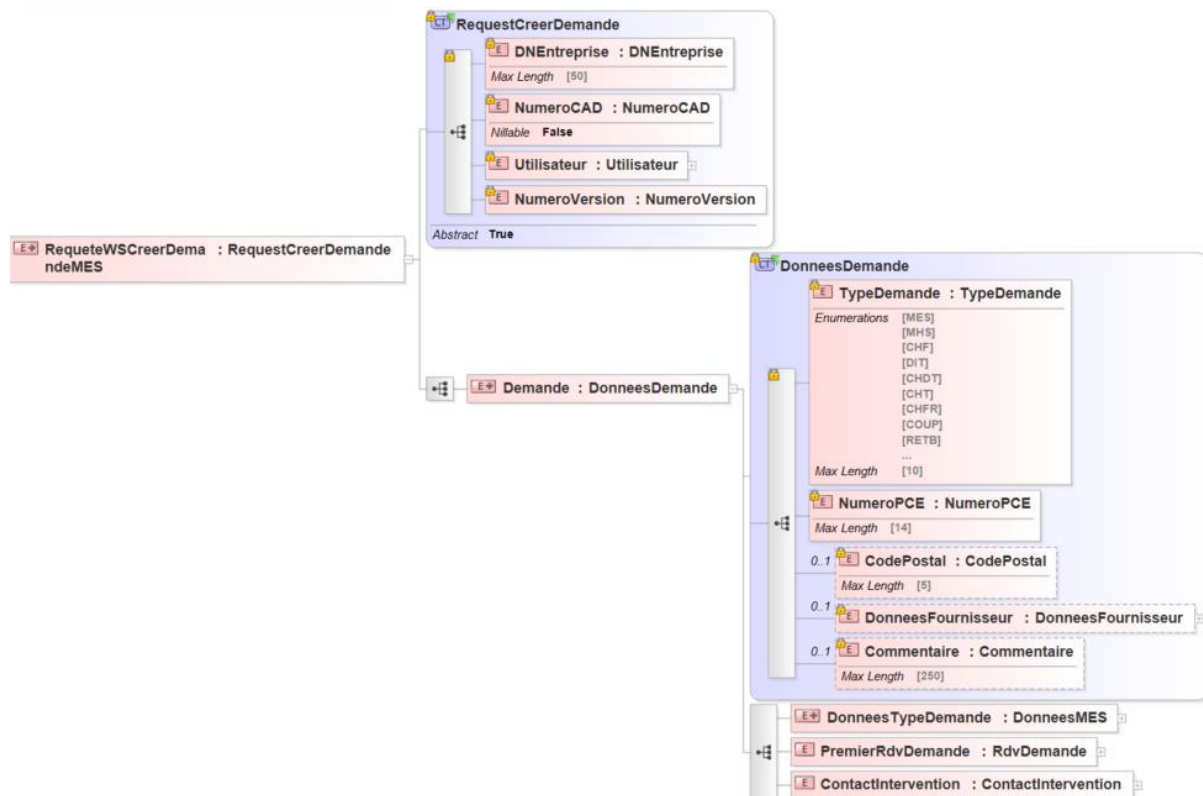 CT RequestCreerDemande
E DNEntreprise : DNEntreprise
Max Length [50]
E NumeroCAD : NumeroCAD
Nillable False
E Utilisateur : Utilisateur
E NumeroVersion : NumeroVersion
Abstract True
E RequeteWSCreerDema : RequestCreerDemande
ndeMES
CT DonneesDemande
E TypeDemande : TypeDemande
Enumerations [MES]
[MHS]
[CHF]
[DIT]
[CHDT]
[CHT]
[CHFR]
[COUP]
[RETB]
...
Max Length [10]
E Demande : DonneesDemande
E NumeroPCE : NumeroPCE
Max Length [14]
0..1 E CodePostal : CodePostal
Max Length [5]
0..1 E DonneesFournisseur : DonneesFournisseur
0..1 E Commentaire : Commentaire
Max Length [250]
E DonneesTypeDemande : DonneesMES
E PremierRdvDemande : RdvDemande
E ContactIntervention : ContactIntervention